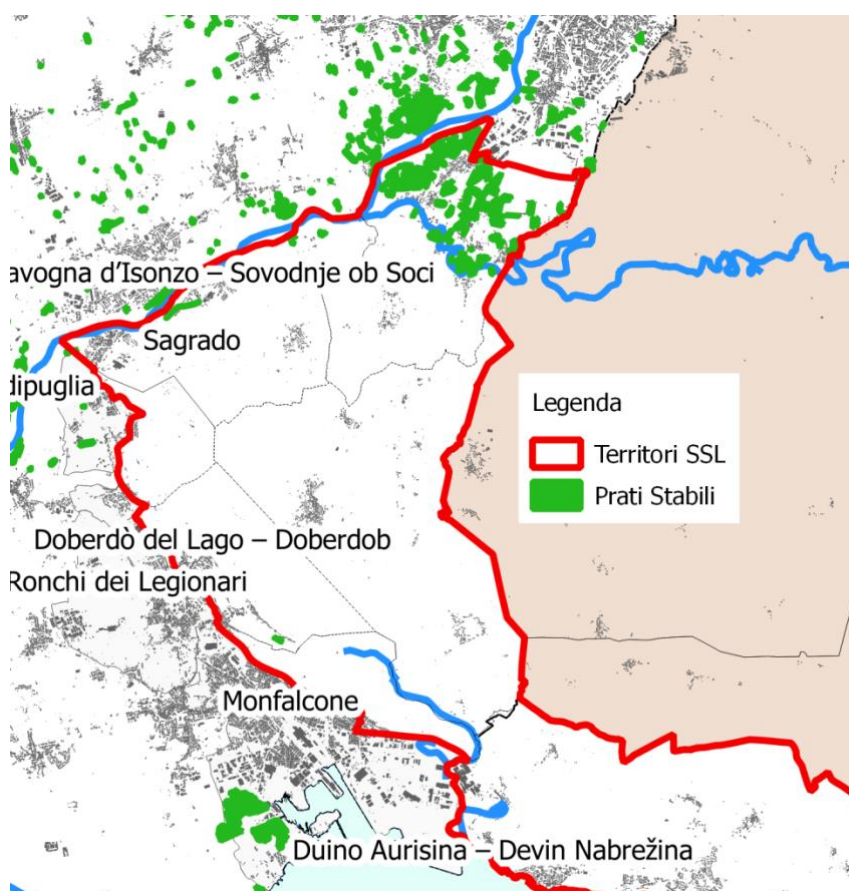 avogna d'Isonzo – Sovodnje ob Soci
Sagrado
dipuglia
Legenda
Territori SSL
Prati Stabili
Doberdò del Lago – Doberdob
Ronchi dei Legionari
Monfalcone
Duino Aurisina – Devin Nabrežina